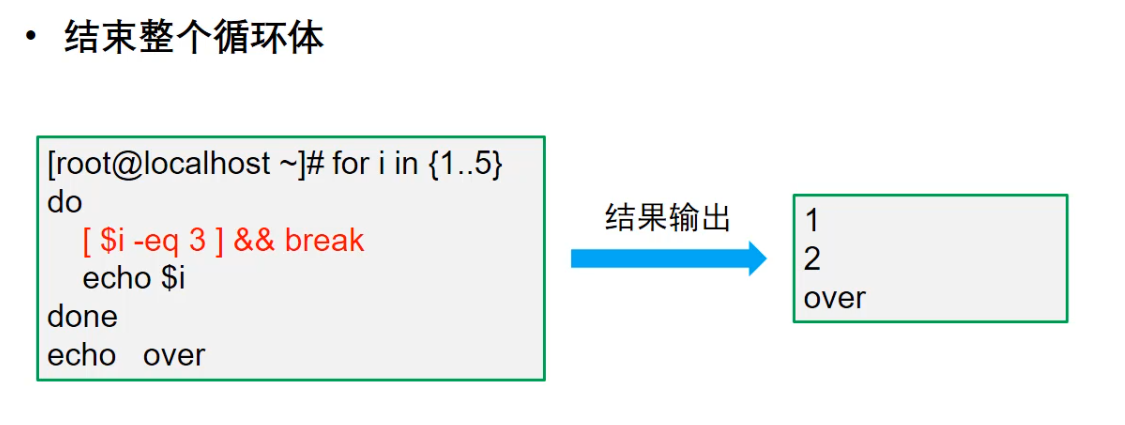 • 结束整个循环体
[root@localhost ~]# for i in {1..5}
do
[ $i -eq 3 ] && break
echo $i
done
echo over
结果输出
1
2
over